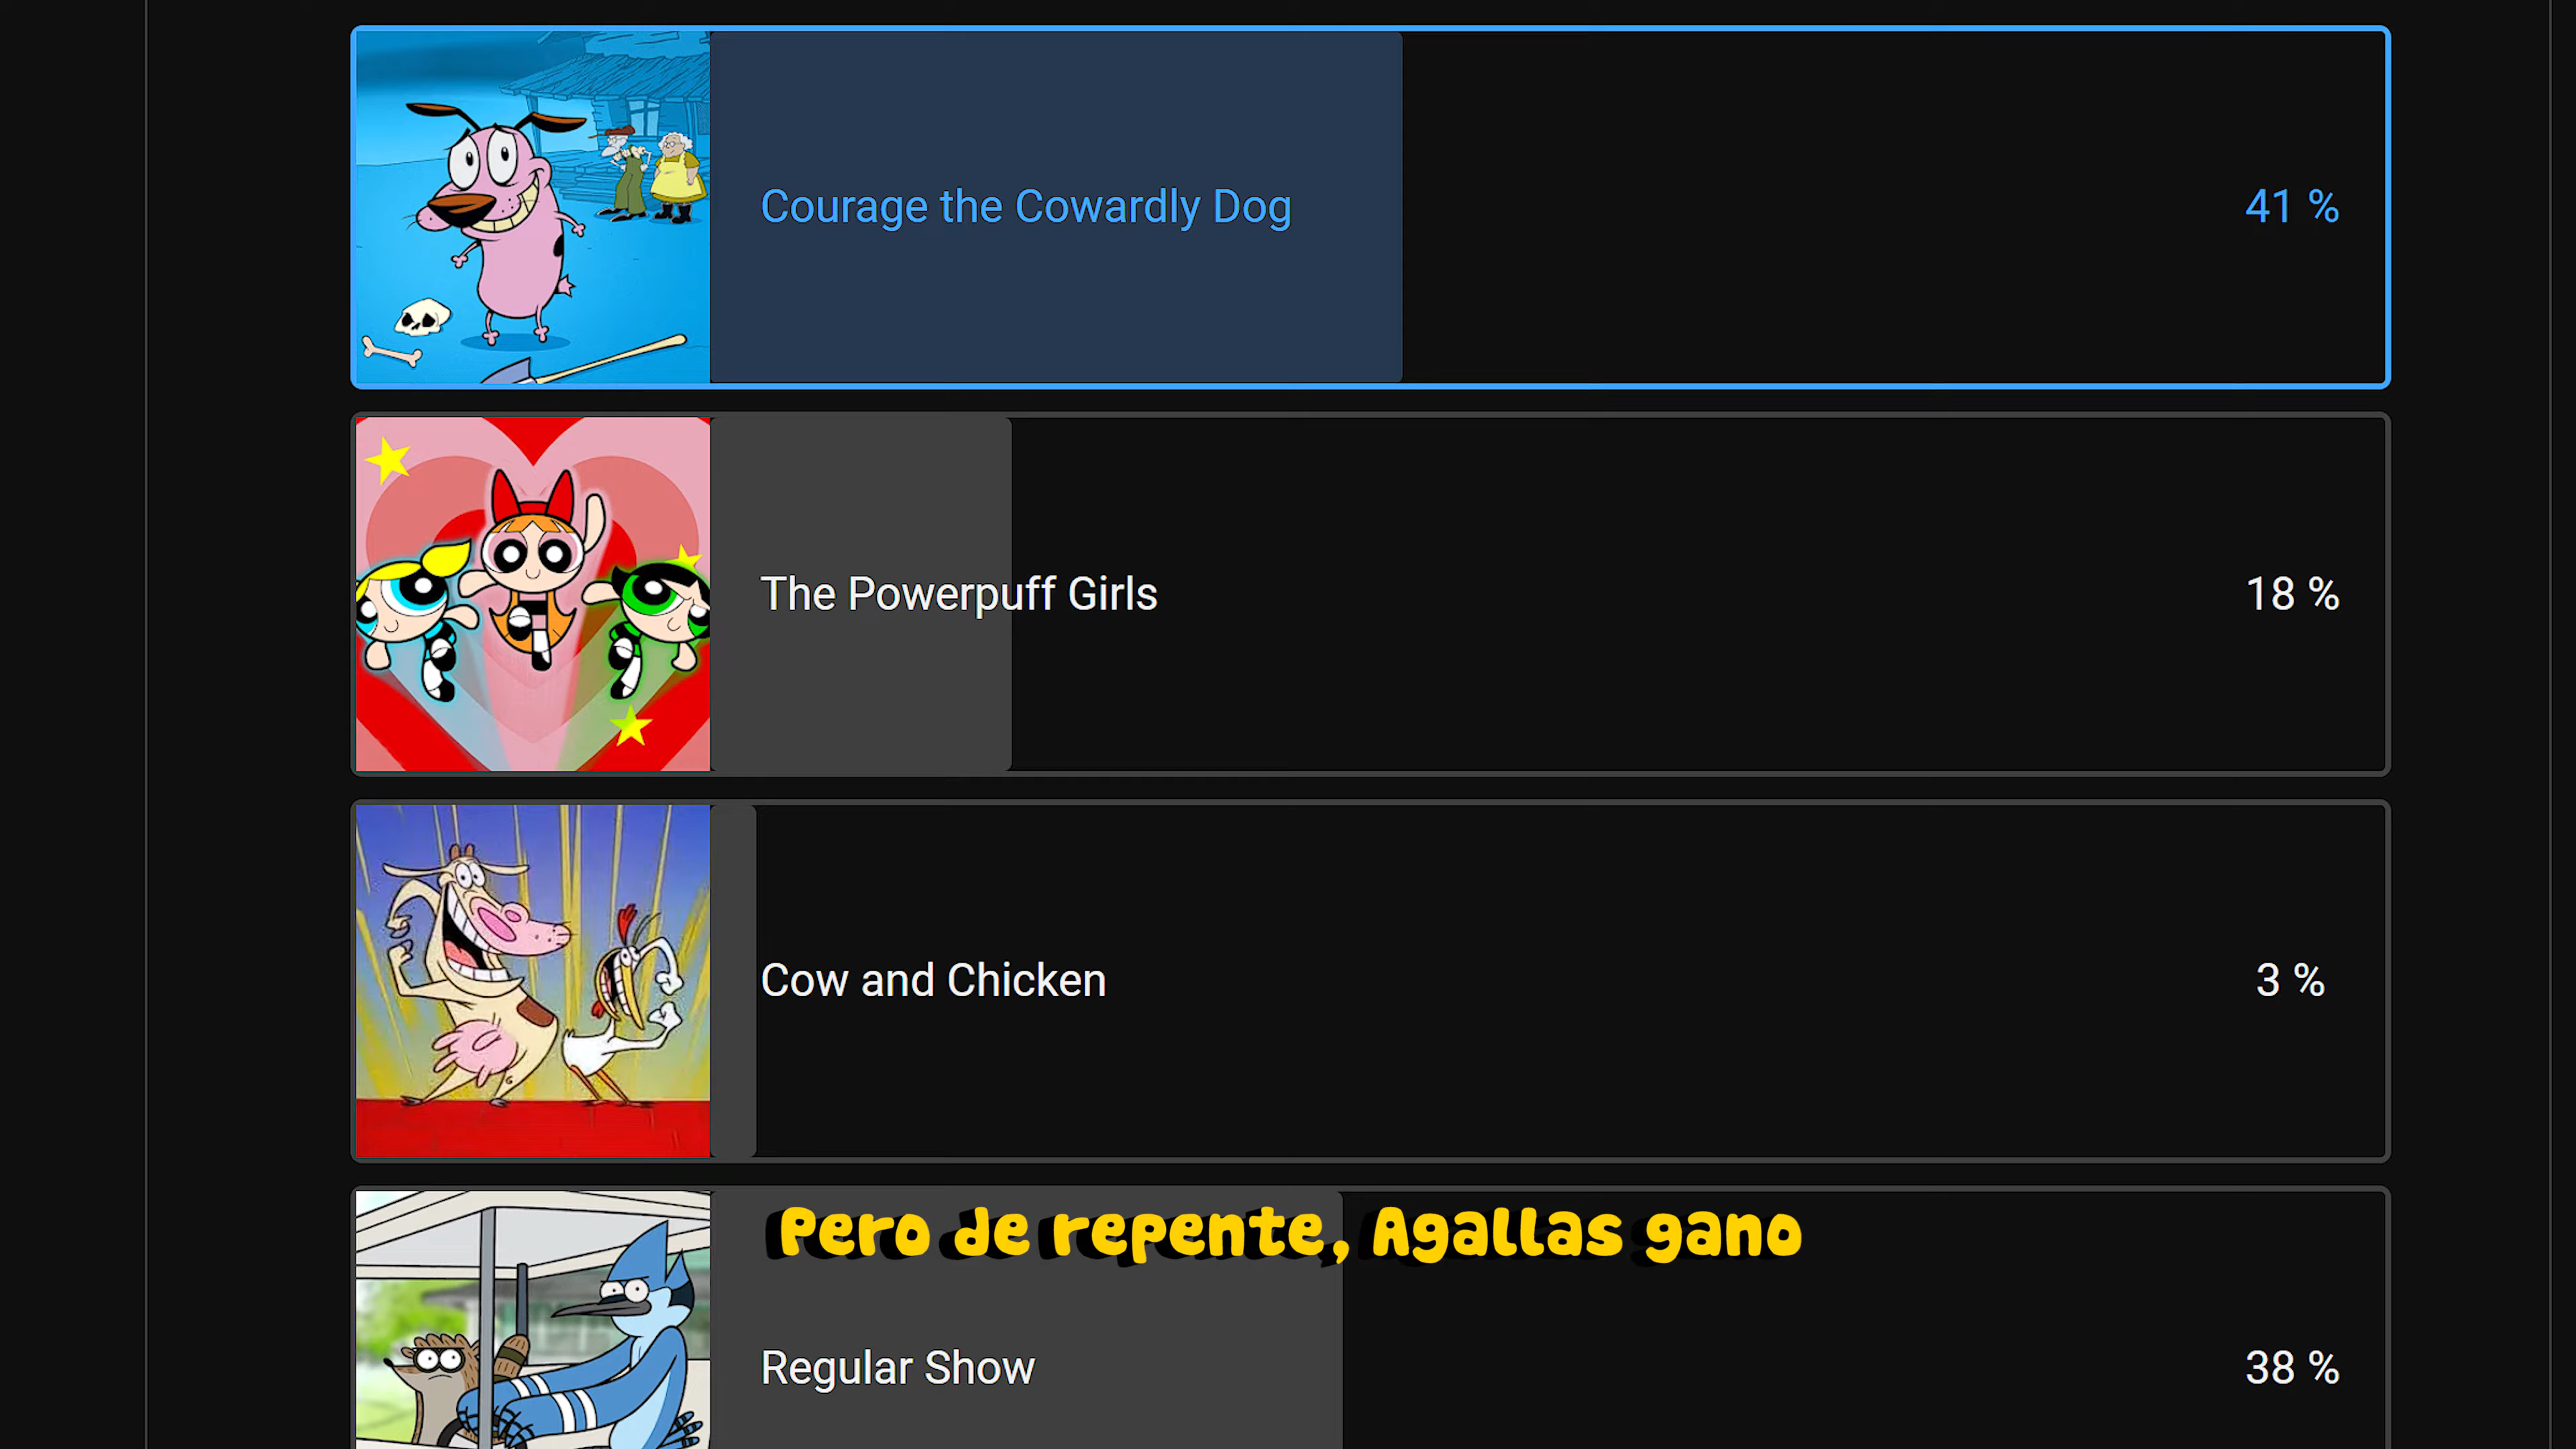 Courage the Cowardly Dog
41 %
The Powerpuff Girls
18 %
Cow and Chicken
3 %
Pero de repente, Agallas gano
Regular Show
38 %